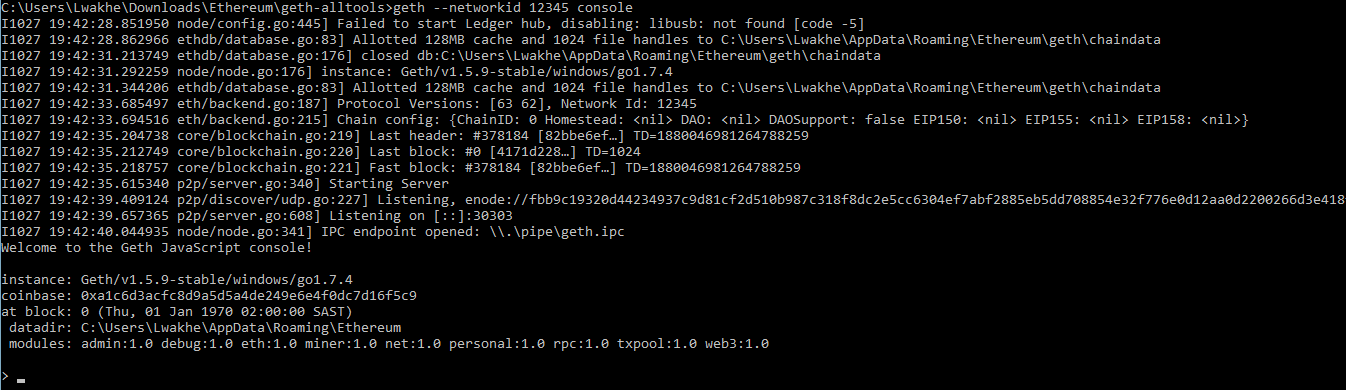 C:\Users\Lwakhe\Downloads\Ethereum\geth-alltools>geth --networkid 12345 console
I1027 19:42:28.851950 node/config.go:445] Failed to start Ledger hub, disabling: libusb: not found [code -5]
I1027 19:42:28.862966 ethdb/database.go:83] Allotted 128MB cache and 1024 file handles to C:\Users\Lwakhe\AppData\Roaming\Ethereum\geth\chaindata
I1027 19:42:31.213749 ethdb/database.go:176] closed db:C:\Users\Lwakhe\AppData\Roaming\Ethereum\geth\chaindata
I1027 19:42:31.292259 node/node.go:176] instance: Geth/v1.5.9-stable/windows/go1.7.4
I1027 19:42:31.344206 ethdb/database.go:83] Allotted 128MB cache and 1024 file handles to C:\Users\Lwakhe\AppData\Roaming\Ethereum\geth\chaindata
I1027 19:42:33.685497 eth/backend.go:187] Protocol Versions: [63 62], Network Id: 12345
I1027 19:42:33.694516 eth/backend.go:215] Chain config: {ChainID: 0 Homestead: <nil> DAO: <nil> DAOSupport: false EIP150: <nil> EIP155: <nil> EIP158: <nil>}
I1027 19:42:35.204738 core/blockchain.go:219] Last header: #378184 [82bbe6ef…] TD=1880046981264788259
I1027 19:42:35.212749 core/blockchain.go:220] Last block: #0 [4171d228…] TD=1024
I1027 19:42:35.218757 core/blockchain.go:221] Fast block: #378184 [82bbe6ef…] TD=1880046981264788259
I1027 19:42:35.615340 p2p/server.go:340] Starting Server
I1027 19:42:39.409124 p2p/discover/udp.go:227] Listening, enode://fbb9c19320d44234937c9d81cf2d510b987c318f8dc2e5cc6304ef7abf2885eb5dd708854e32f776e0d12aa0d2200266d3e418
I1027 19:42:39.657365 p2p/server.go:608] Listening on [::]:30303
I1027 19:42:40.044935 node/node.go:341] IPC endpoint opened: \\.\pipe\geth.ipc
Welcome to the Geth JavaScript console!
instance: Geth/v1.5.9-stable/windows/go1.7.4
coinbase: 0xa1c6d3acfc8d9a5d5a4de249e6e4f0dc7d16f5c9
at block: 0 (Thu, 01 Jan 1970 02:00:00 SAST)
datadir: C:\Users\Lwakhe\AppData\Roaming\Ethereum
modules: admin:1.0 debug:1.0 eth:1.0 miner:1.0 net:1.0 personal:1.0 rpc:1.0 txpool:1.0 web3:1.0
> _